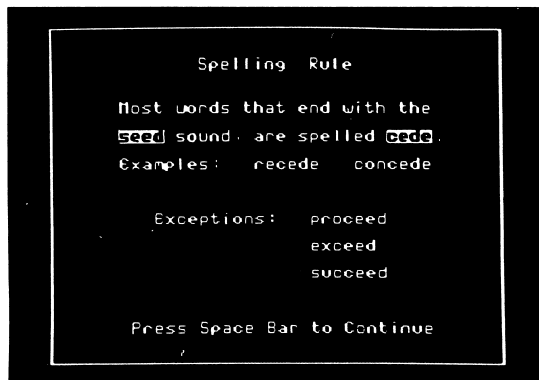 Spelling Rule
Most words that end with the
seed sound, are spelled cede.
Examples: recede concede
Exceptions: proceed
exceed
succeed
Press Space Bar to Continue